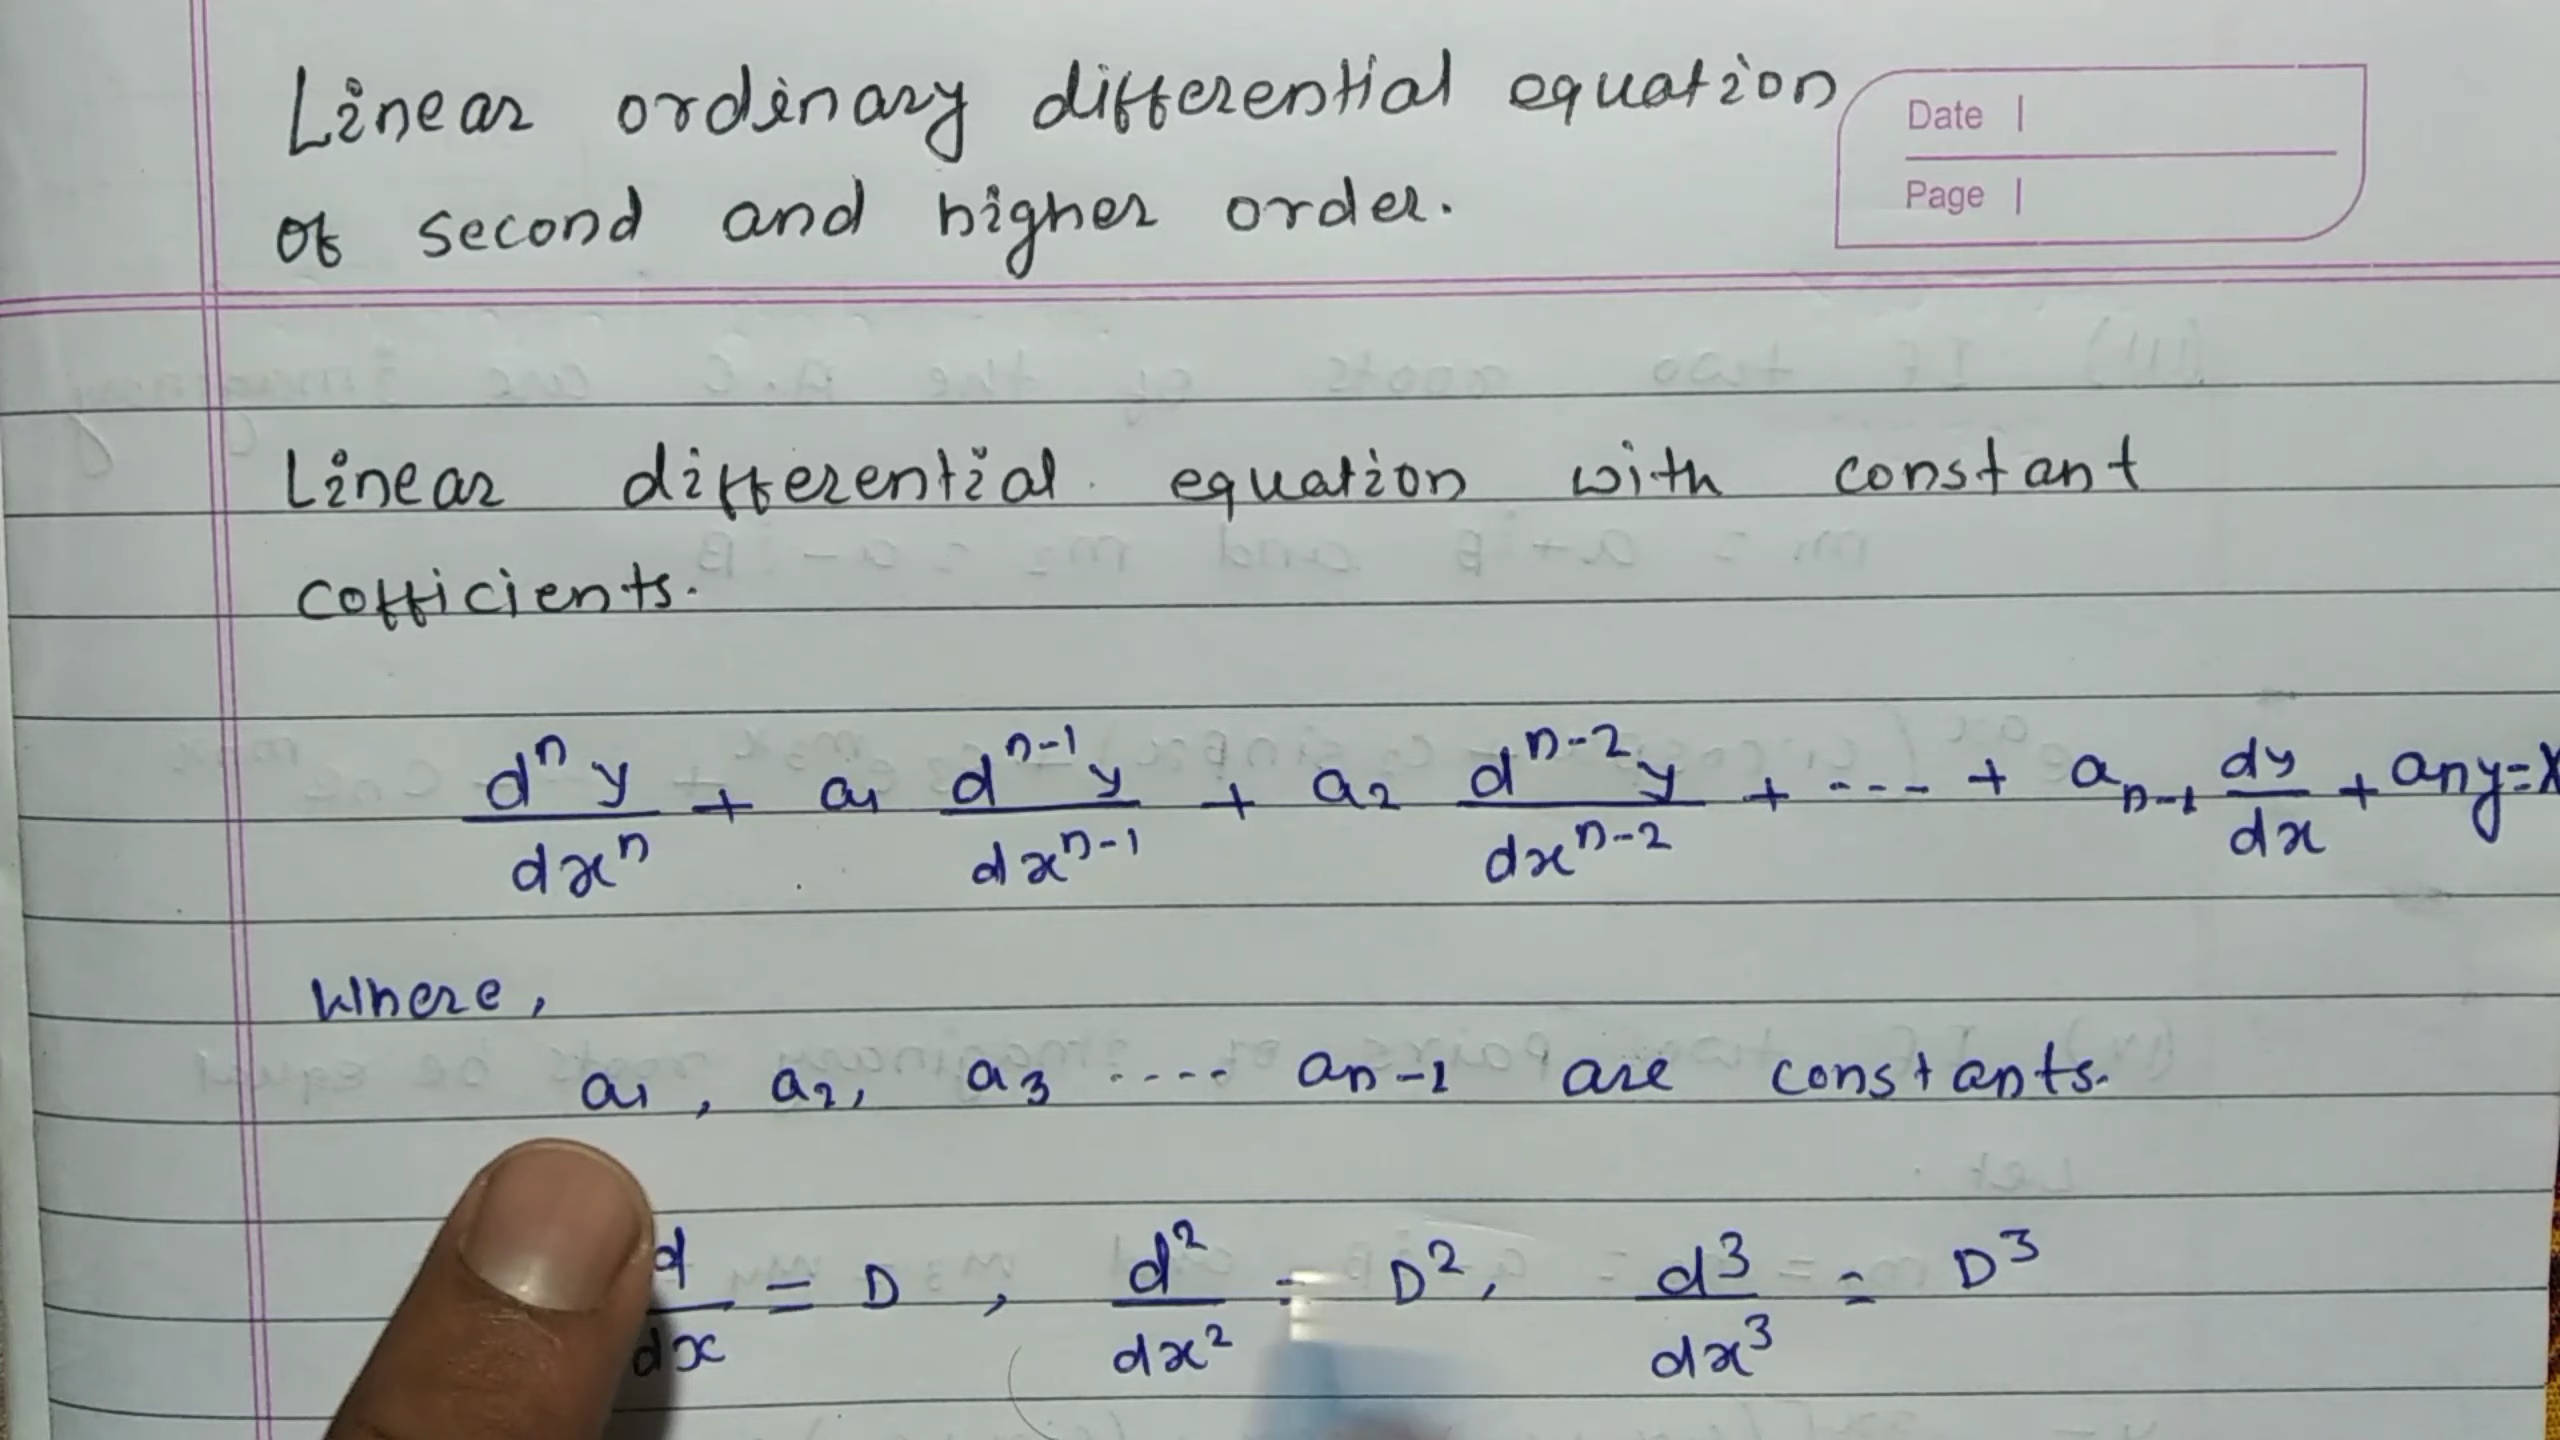 Linear ordinary differential equation
of second and higher order.
Date |
Page |
Linear differential equation with constant
cofficients.
dⁿy/dxⁿ + a₁ dⁿ⁻¹y/dxⁿ⁻¹ + a₂ dⁿ⁻²y/dxⁿ⁻² + ---- + aₙ₋₁ dy/dx + any=X
Where,
a₁, a₂, a₃ ---- an-1 are constants.
d/dx = D, d²/dx² = D², d³/dx³ = D³